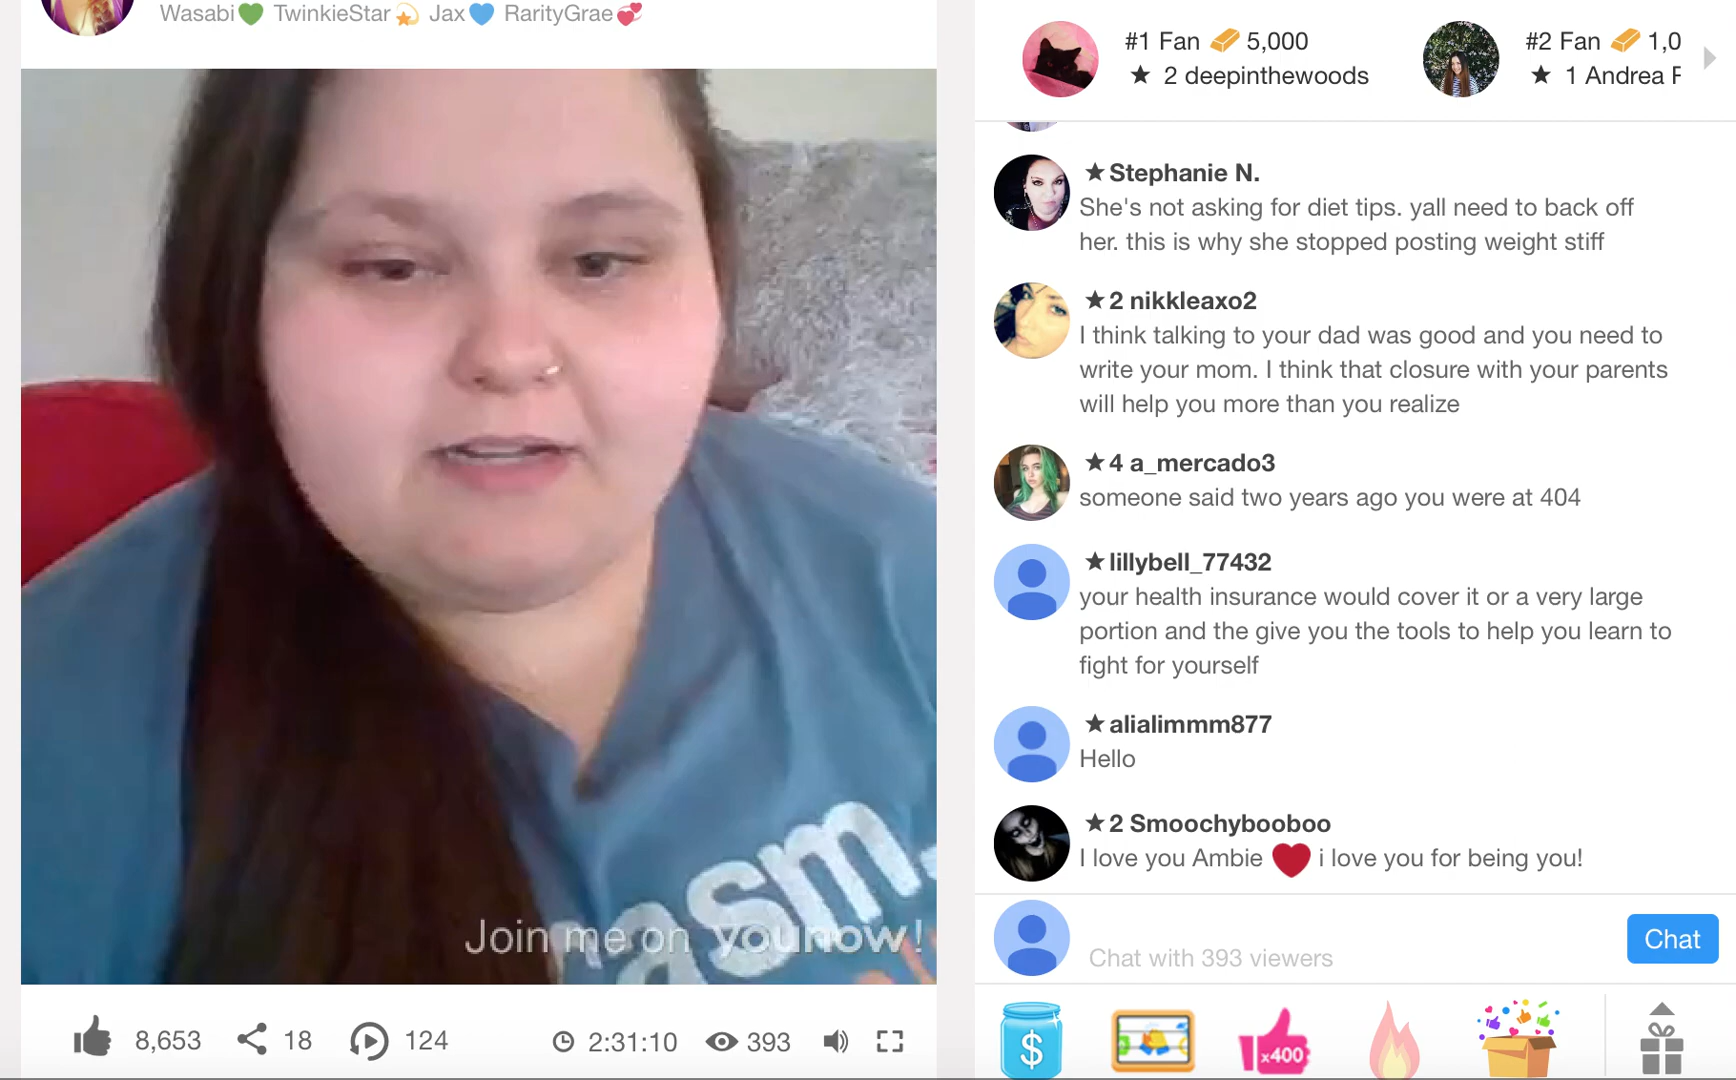 Wasabi💚 TwinkieStar💫 Jax💙 RarityGrae💞
asm.
Join me on younow!
8,653
18
124
2:31:10
393
#1 Fan 5,000
★ 2 deepinthewoods
#2 Fan 1,0
★ 1 Andrea F
★ Stephanie N.
She's not asking for diet tips. yall need to back off
her. this is why she stopped posting weight stiff
★ 2 nikkleaxo2
I think talking to your dad was good and you need to
write your mom. I think that closure with your parents
will help you more than you realize
★ 4 a_mercado3
someone said two years ago you were at 404
★ lillybell_77432
your health insurance would cover it or a very large
portion and the give you the tools to help you learn to
fight for yourself
★ alialimmm877
Hello
★ 2 Smoochybooboo
I love you Ambie ❤ i love you for being you!
Chat with 393 viewers
Chat
$
x400